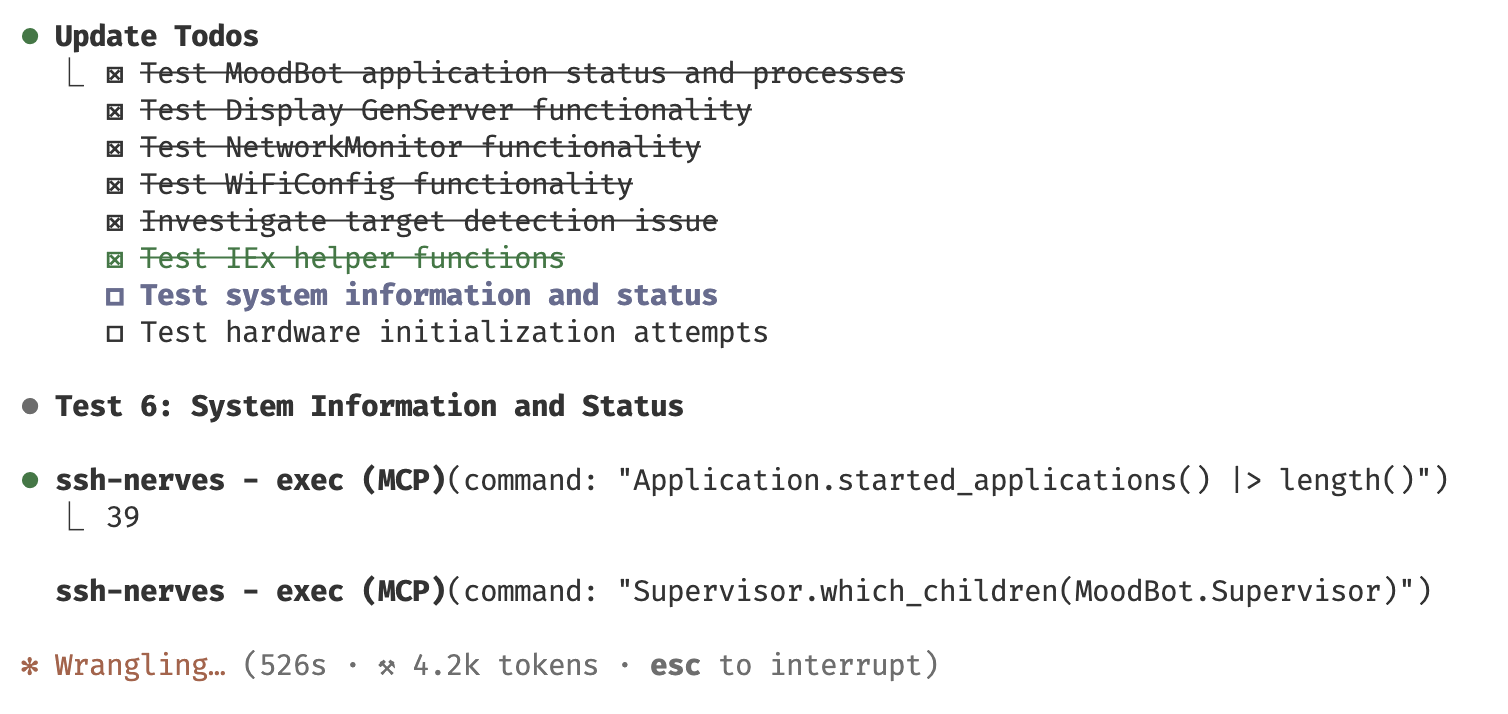 ● Update Todos
⎿ ☒ Test MoodBot application status and processes
☒ Test Display GenServer functionality
☒ Test NetworkMonitor functionality
☒ Test WiFiConfig functionality
☒ Investigate target detection issue
☒ Test IEx helper functions
☐ Test system information and status
☐ Test hardware initialization attempts
● Test 6: System Information and Status
● ssh-nerves - exec (MCP)(command: "Application.started_applications() |> length()")
⎿ 39
ssh-nerves - exec (MCP)(command: "Supervisor.which_children(MoodBot.Supervisor)")
✻ Wrangling… (526s · ⚒ 4.2k tokens · esc to interrupt)